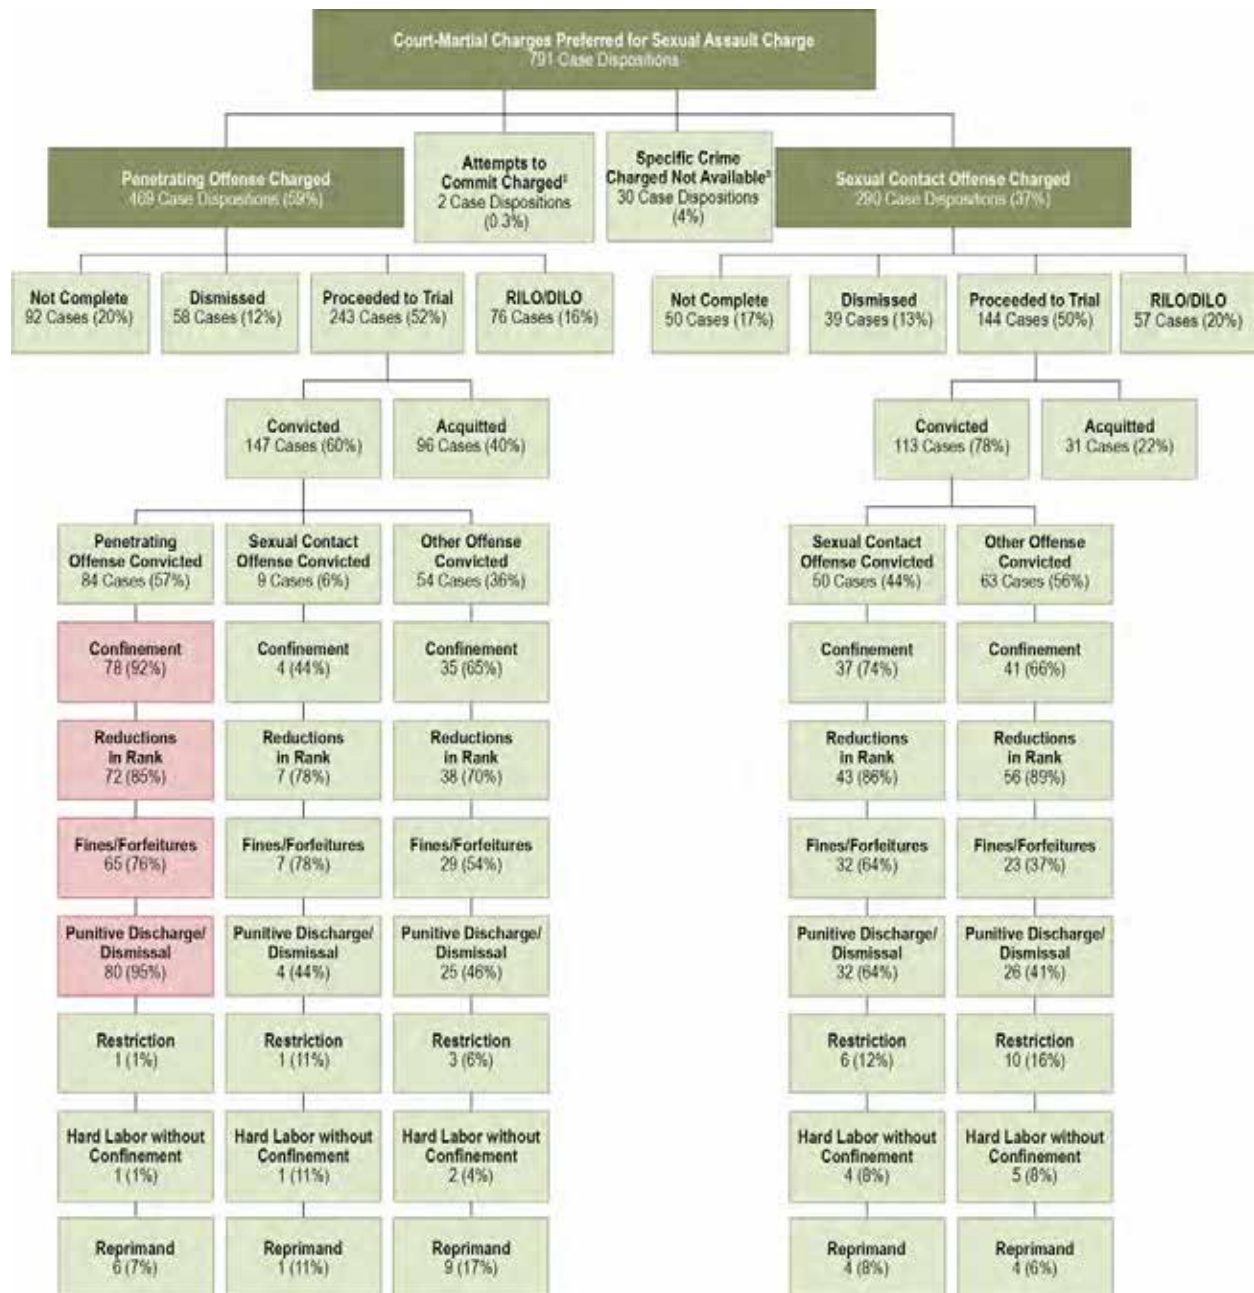 Court-Martial Charges Preferred for Sexual Assault Charge
791 Case Dispositions
Penetrating Offense Charged
469 Case Dispositions (59%)
Attempts to
Commit Charged‡
2 Case Dispositions
(0.3%)
Specific Crime
Charged Not Available³
30 Case Dispositions
(4%)
Sexual Contact Offense Charged
290 Case Dispositions (37%)
Not Complete
92 Cases (20%)
Dismissed
58 Cases (12%)
Proceeded to Trial
243 Cases (52%)
RILO/DILO
76 Cases (16%)
Not Complete
50 Cases (17%)
Dismissed
39 Cases (13%)
Proceeded to Trial
144 Cases (50%)
RILO/DILO
57 Cases (20%)
Convicted
147 Cases (60%)
Acquitted
96 Cases (40%)
Convicted
113 Cases (78%)
Acquitted
31 Cases (22%)
Penetrating
Offense Convicted
84 Cases (57%)
Sexual Contact
Offense Convicted
9 Cases (6%)
Other Offense
Convicted
54 Cases (36%)
Sexual Contact
Offense Convicted
50 Cases (44%)
Other Offense
Convicted
63 Cases (56%)
Confinement
78 (92%)
Confinement
4 (44%)
Confinement
35 (65%)
Confinement
37 (74%)
Confinement
41 (66%)
Reductions
in Rank
72 (85%)
Reductions
in Rank
7 (78%)
Reductions
in Rank
38 (70%)
Reductions
in Rank
43 (86%)
Reductions
in Rank
56 (89%)
Fines/Forfeitures
65 (76%)
Fines/Forfeitures
7 (78%)
Fines/Forfeitures
29 (54%)
Fines/Forfeitures
32 (64%)
Fines/Forfeitures
23 (37%)
Punitive Discharge/
Dismissal
80 (95%)
Punitive Discharge/
Dismissal
4 (44%)
Punitive Discharge/
Dismissal
25 (46%)
Punitive Discharge/
Dismissal
32 (64%)
Punitive Discharge/
Dismissal
26 (41%)
Restriction
1 (1%)
Restriction
1 (11%)
Restriction
3 (6%)
Restriction
6 (12%)
Restriction
10 (16%)
Hard Labor without
Confinement
1 (1%)
Hard Labor without
Confinement
1 (11%)
Hard Labor without
Confinement
2 (4%)
Hard Labor without
Confinement
4 (8%)
Hard Labor without
Confinement
5 (8%)
Reprimand
6 (7%)
Reprimand
1 (11%)
Reprimand
9 (17%)
Reprimand
4 (8%)
Reprimand
4 (6%)